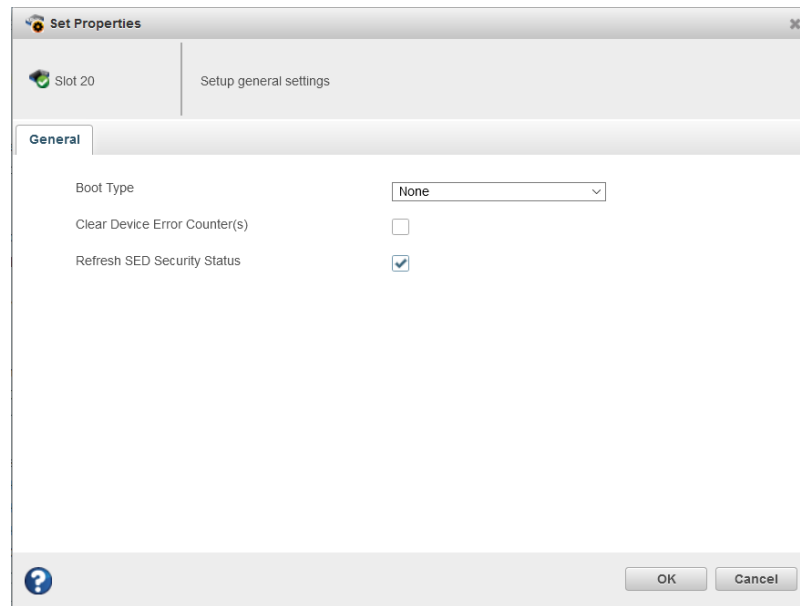 Set Properties
Slot 20
Setup general settings
General
Boot Type
None
Clear Device Error Counter(s)
Refresh SED Security Status
?
OK
Cancel